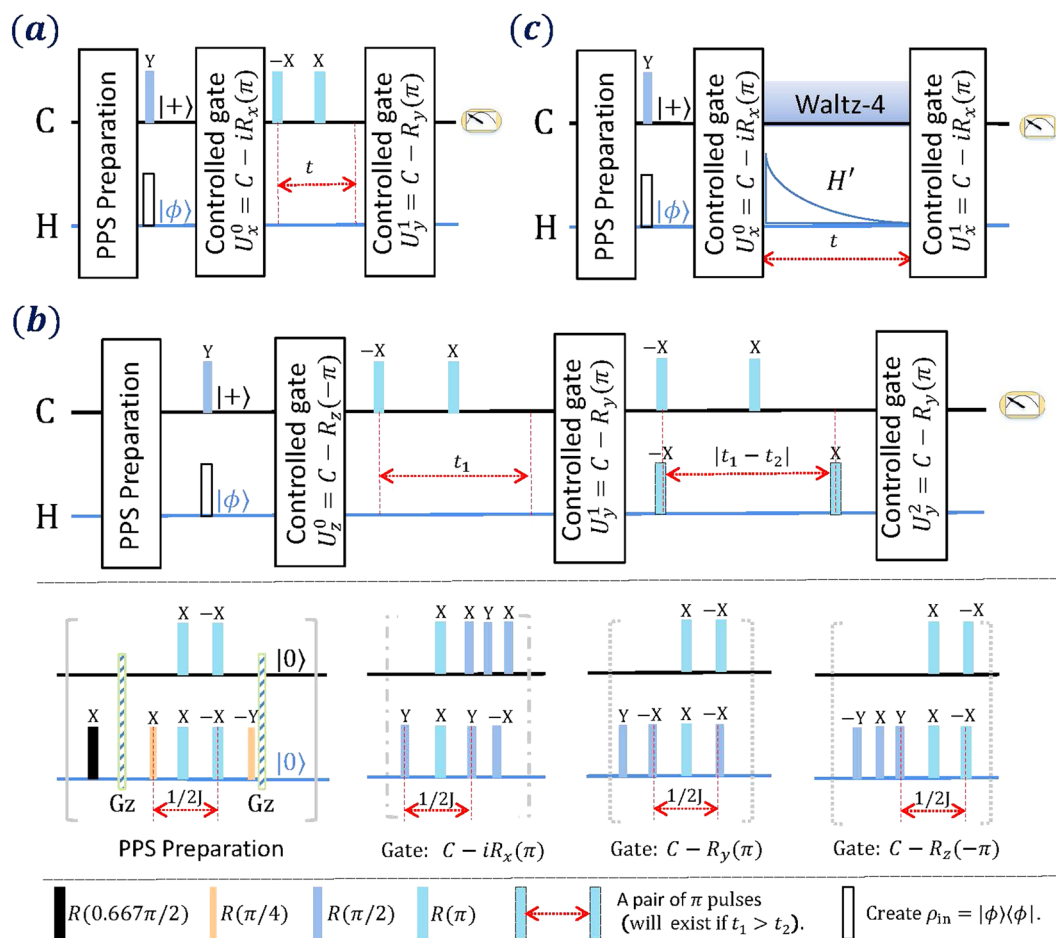 (a)
PPS Preparation
Y
|+⟩
|ϕ⟩
Controlled gate
U_x^0 = C − iR_x(π)
−X
X
t
Controlled gate
U_y^1 = C − R_y(π)
C
H
(c)
PPS Preparation
Y
|+⟩
|ϕ⟩
Controlled gate
U_x^0 = C − iR_x(π)
Waltz-4
H′
t
Controlled gate
U_x^1 = C − iR_x(π)
C
H
(b)
PPS Preparation
Y
|+⟩
|ϕ⟩
Controlled gate
U_z^0 = C − R_z(−π)
−X
X
t_1
Controlled gate
U_y^1 = C − R_y(π)
−X
X
−X
|t_1 − t_2|
X
Controlled gate
U_y^2 = C − R_y(π)
C
H
X −X
|0⟩
X X X −X −Y
|0⟩
Gz Gz
1/2J
PPS Preparation
X X Y X
Y X Y −X
1/2J
Gate: C − iR_x(π)
X −X
Y −X X −X
1/2J
Gate: C − R_y(π)
X −X
−Y X Y X −X
1/2J
Gate: C − R_z(−π)
R(0.667π/2)
R(π/4)
R(π/2)
R(π)
A pair of π pulses
(will exist if t_1 > t_2).
Create ρ_in = |ϕ⟩⟨ϕ|.